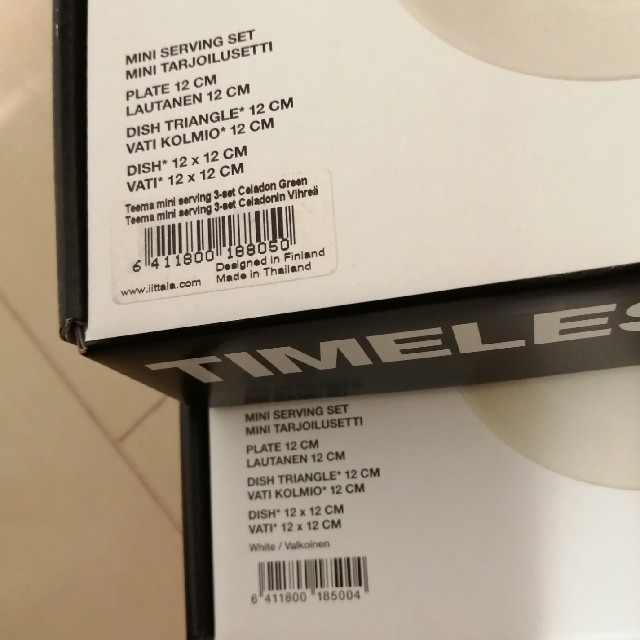 MINI SERVING SET
MINI TARJOILUSETTI
PLATE 12 CM
LAUTANEN 12 CM
DISH TRIANGLE* 12 CM
VATI KOLMIO* 12 CM
DISH* 12 x 12 CM
VATI* 12 x 12 CM
Teema mini serving 3-set Celadon Green
Teema mini serving 3-set Celadonin Vihreä
6 411800 188050
Designed in Finland
www.iittala.com Made in Thailand
TIMELES
MINI SERVING SET
MINI TARJOILUSETTI
PLATE 12 CM
LAUTANEN 12 CM
DISH TRIANGLE* 12 CM
VATI KOLMIO* 12 CM
DISH* 12 x 12 CM
VATI* 12 x 12 CM
White / Valkoinen
6 411800 185004